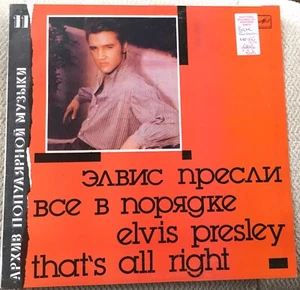 11
АРХИВ ПОПУЛЯРНОЙ МУЗЫКИ
элвис пресли
все в порядке
elvis presley
that's all right